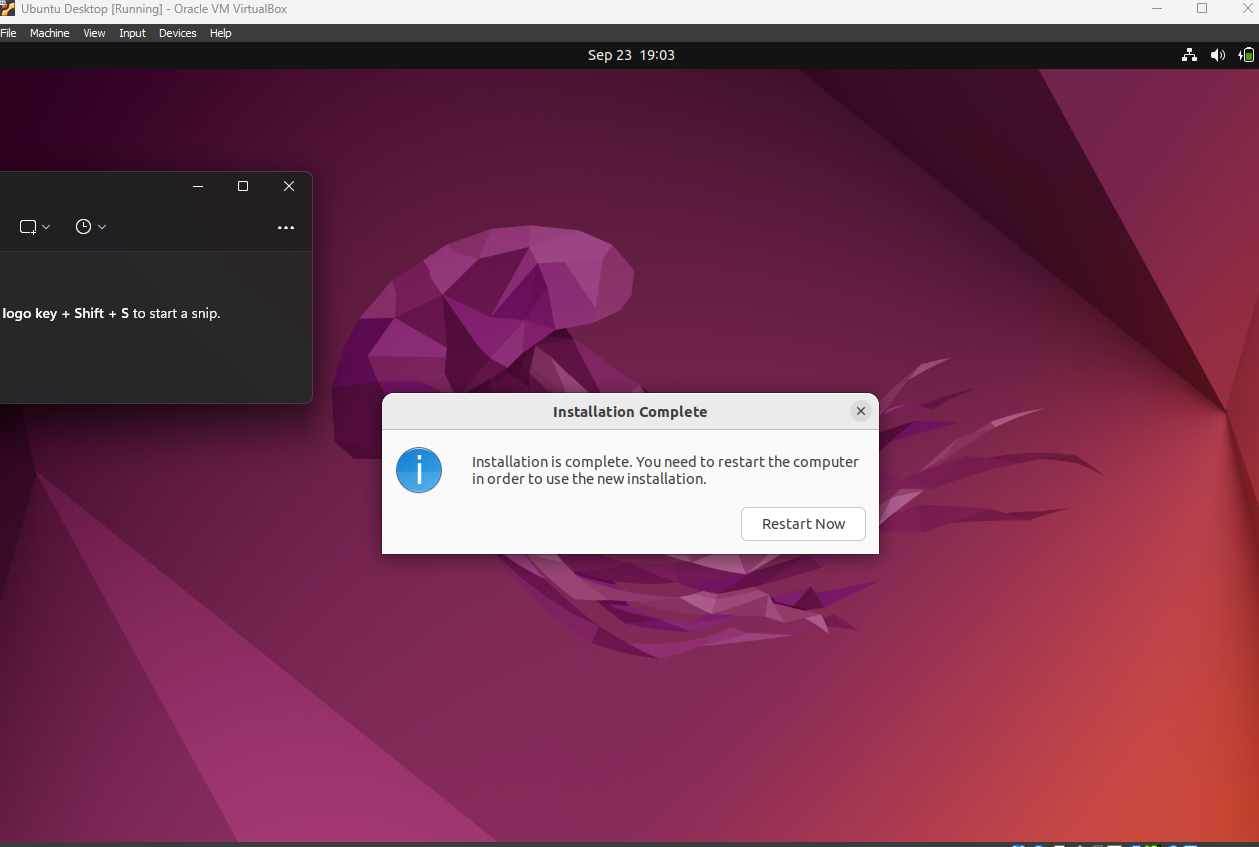 Ubuntu Desktop [Running] - Oracle VM VirtualBox
File Machine View Input Devices Help
Sep 23 19:03
logo key + Shift + S to start a snip.
Installation Complete
Installation is complete. You need to restart the computer
in order to use the new installation.
Restart Now